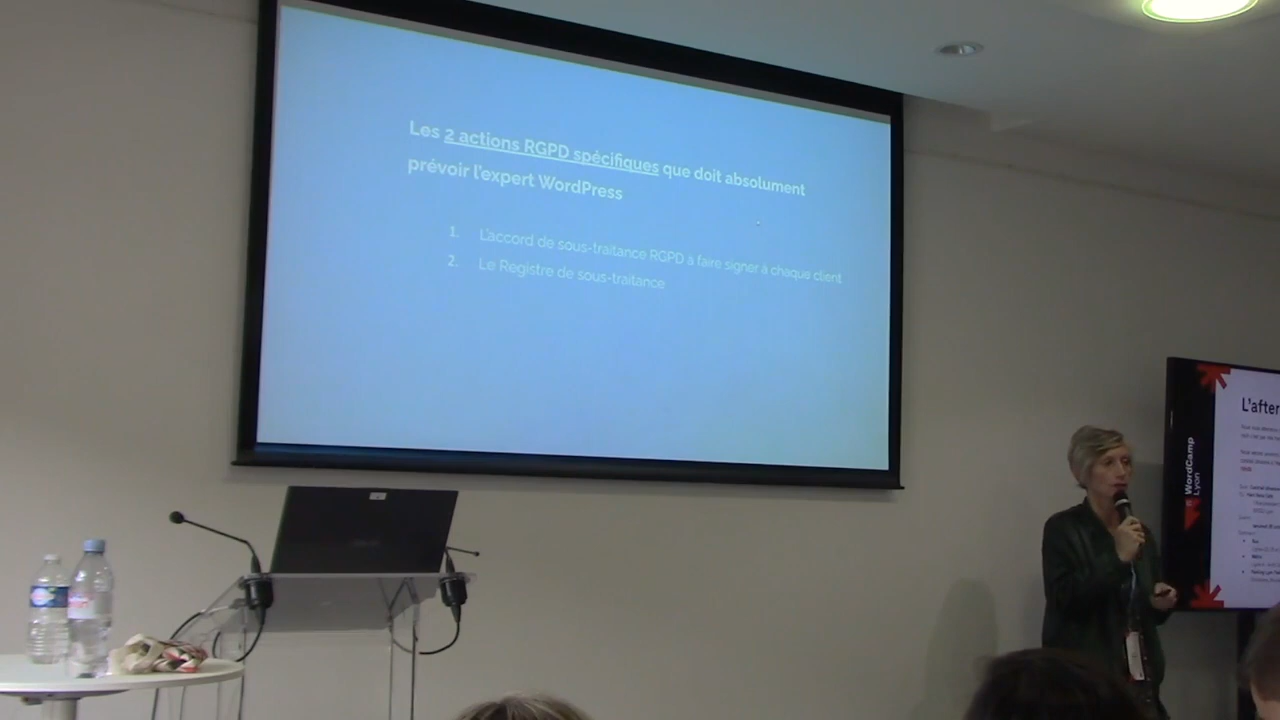 Les 2 actions RGPD spécifiques que doit absolument
prévoir l'expert WordPress
1. L'accord de sous-traitance RGPD à faire signer à chaque client
2. Le Registre de sous-traitance
L'after
WordCamp
Lyon